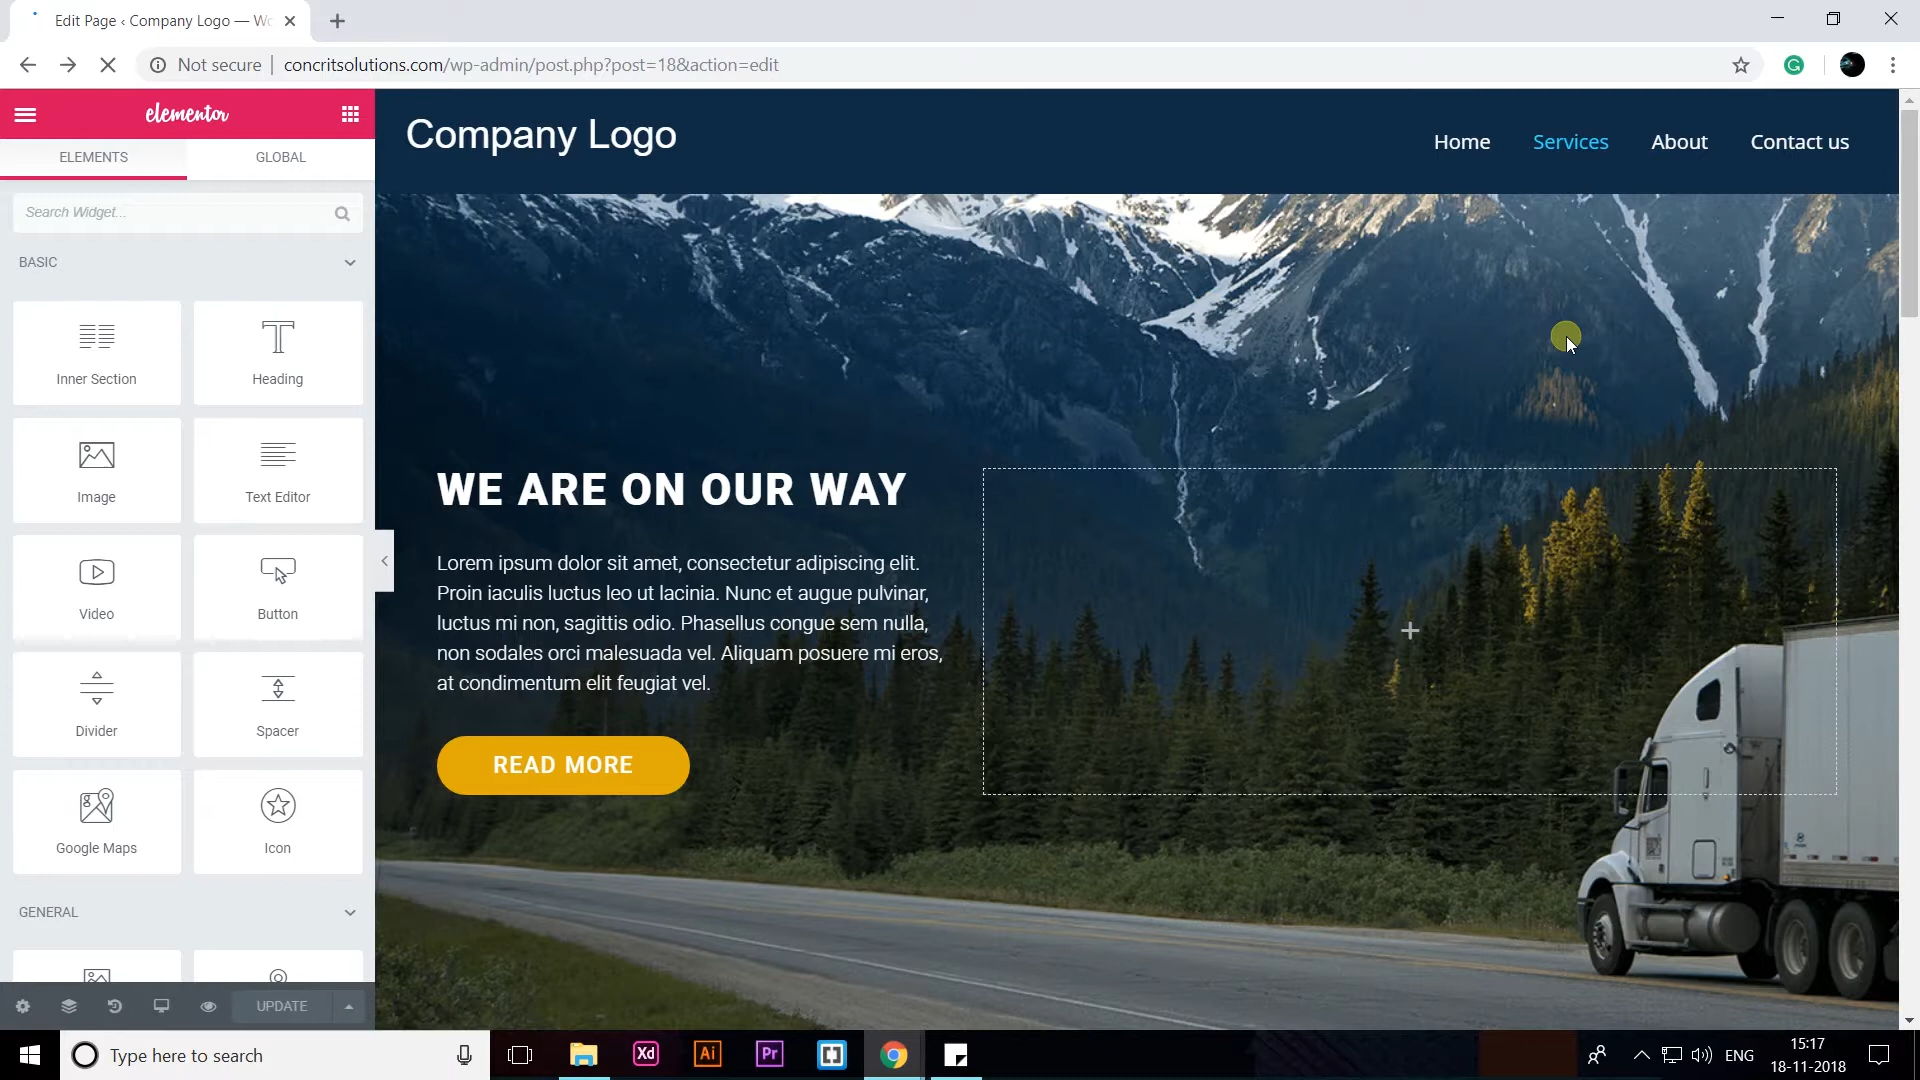 Edit Page ‹ Company Logo — Wo
Not secure | concritsolutions.com/wp-admin/post.php?post=18&action=edit
elementor
ELEMENTS
GLOBAL
Search Widget...
BASIC
Inner Section
Heading
Image
Text Editor
Video
Button
Divider
Spacer
Google Maps
Icon
GENERAL
UPDATE
Company Logo
Home
Services
About
Contact us
WE ARE ON OUR WAY
Lorem ipsum dolor sit amet, consectetur adipiscing elit.
Proin iaculis luctus leo ut lacinia. Nunc et augue pulvinar,
luctus mi non, sagittis odio. Phasellus congue sem nulla,
non sodales orci malesuada vel. Aliquam posuere mi eros,
at condimentum elit feugiat vel.
READ MORE
Type here to search
Xd
Ai
Pr
ENG
15:17
18-11-2018